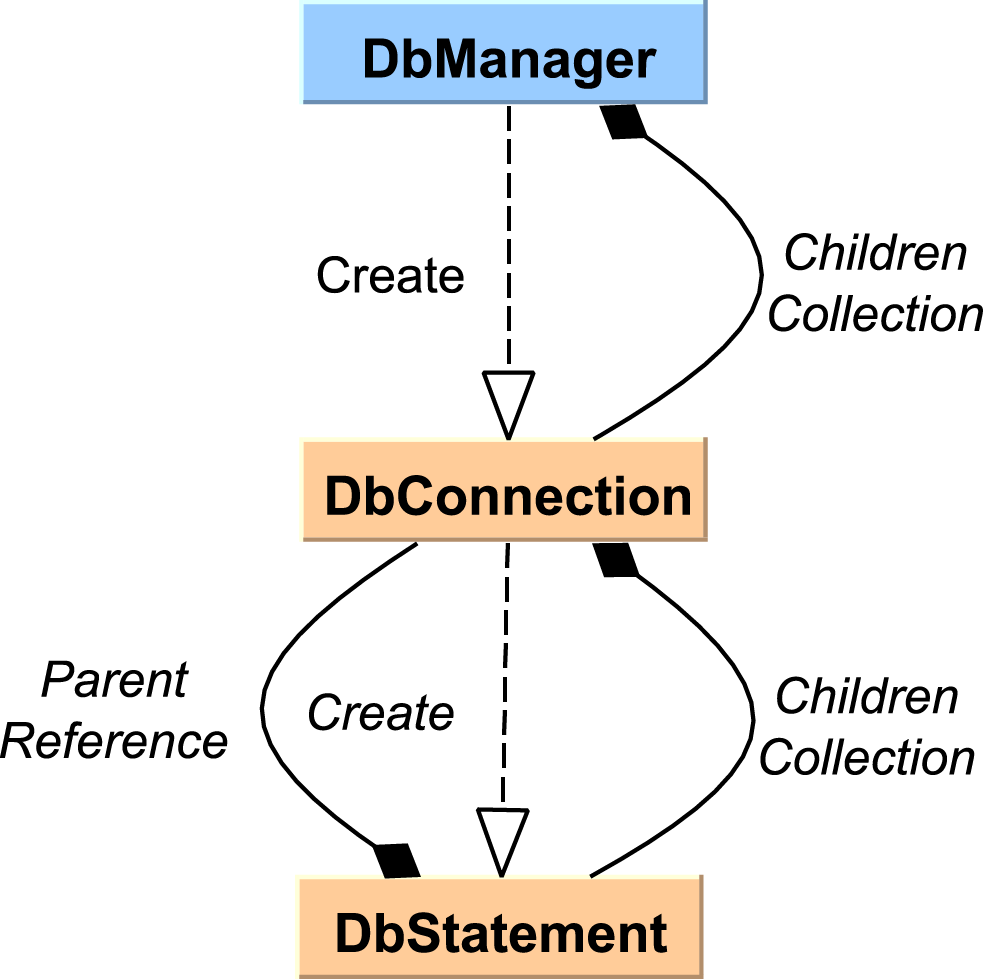 DbManager
Create
Children
Collection
DbConnection
Parent
Reference
Create
Children
Collection
DbStatement